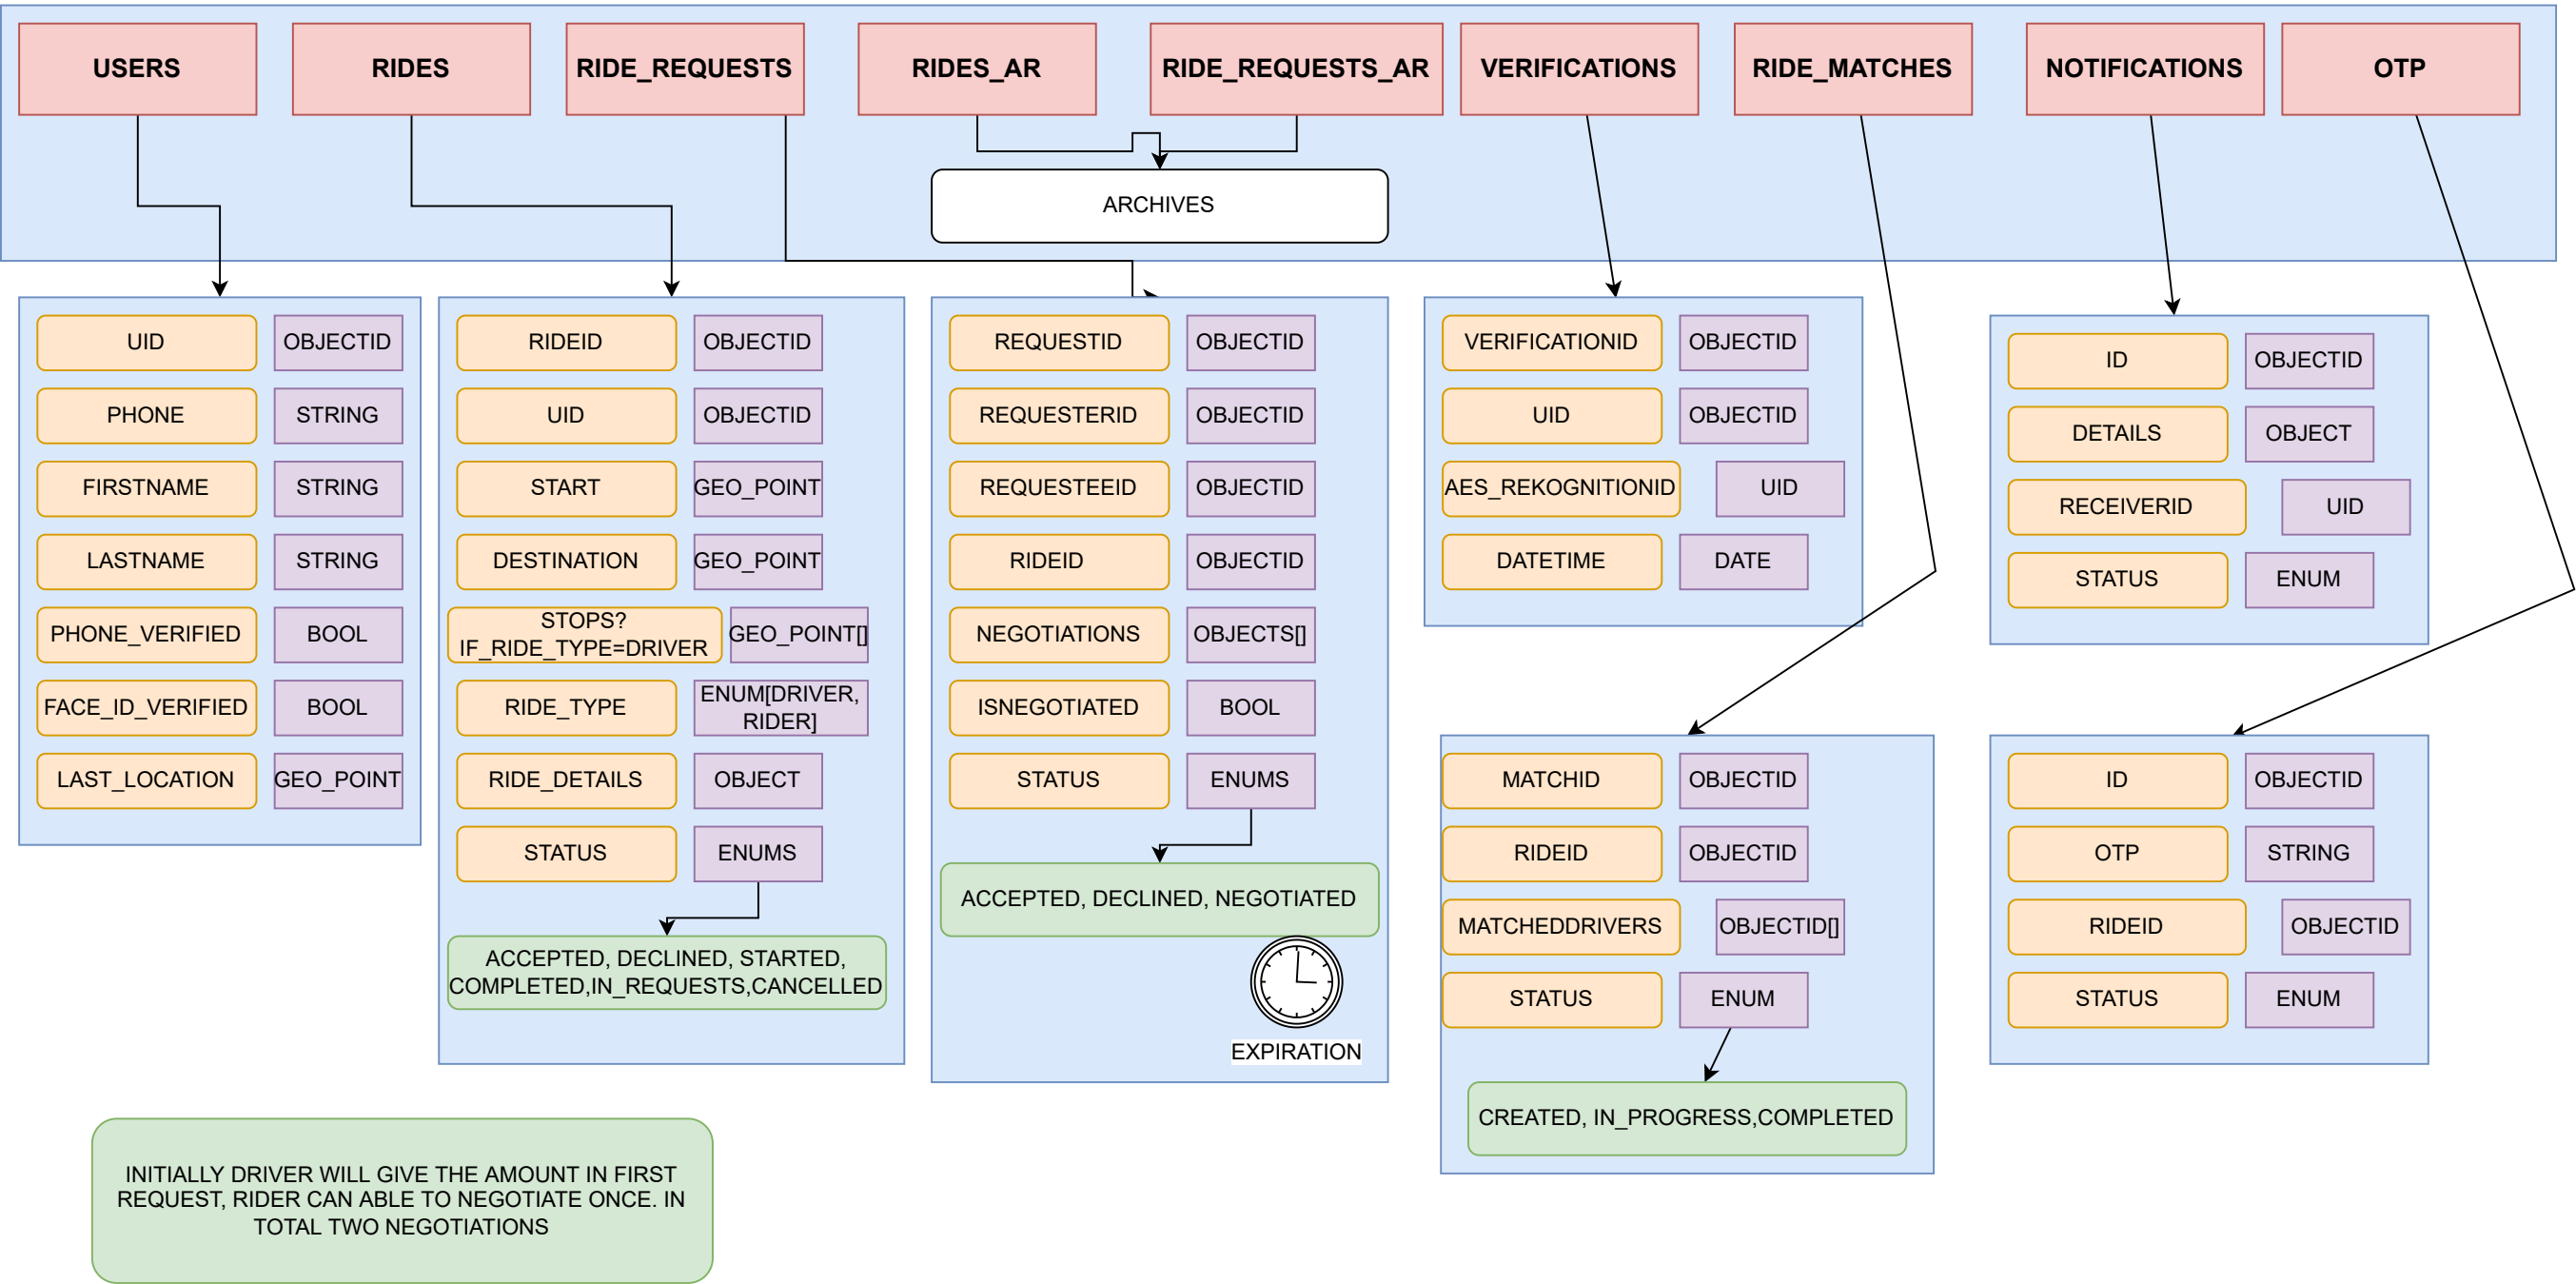 USERS
RIDES
RIDE_REQUESTS
RIDES_AR
RIDE_REQUESTS_AR
VERIFICATIONS
RIDE_MATCHES
NOTIFICATIONS
OTP
ARCHIVES
UID
OBJECTID
PHONE
STRING
FIRSTNAME
STRING
LASTNAME
STRING
PHONE_VERIFIED
BOOL
FACE_ID_VERIFIED
BOOL
LAST_LOCATION
GEO_POINT
RIDEID
OBJECTID
UID
OBJECTID
START
GEO_POINT
DESTINATION
GEO_POINT
STOPS?
IF_RIDE_TYPE=DRIVER
GEO_POINT[]
RIDE_TYPE
ENUM[DRIVER,
RIDER]
RIDE_DETAILS
OBJECT
STATUS
ENUMS
ACCEPTED, DECLINED, STARTED,
COMPLETED,IN_REQUESTS,CANCELLED
REQUESTID
OBJECTID
REQUESTERID
OBJECTID
REQUESTEEID
OBJECTID
RIDEID
OBJECTID
NEGOTIATIONS
OBJECTS[]
ISNEGOTIATED
BOOL
STATUS
ENUMS
ACCEPTED, DECLINED, NEGOTIATED
EXPIRATION
VERIFICATIONID
OBJECTID
UID
OBJECTID
AES_REKOGNITIONID
UID
DATETIME
DATE
MATCHID
OBJECTID
RIDEID
OBJECTID
MATCHEDDRIVERS
OBJECTID[]
STATUS
ENUM
CREATED, IN_PROGRESS,COMPLETED
ID
OBJECTID
DETAILS
OBJECT
RECEIVERID
UID
STATUS
ENUM
ID
OBJECTID
OTP
STRING
RIDEID
OBJECTID
STATUS
ENUM
INITIALLY DRIVER WILL GIVE THE AMOUNT IN FIRST
REQUEST, RIDER CAN ABLE TO NEGOTIATE ONCE. IN
TOTAL TWO NEGOTIATIONS